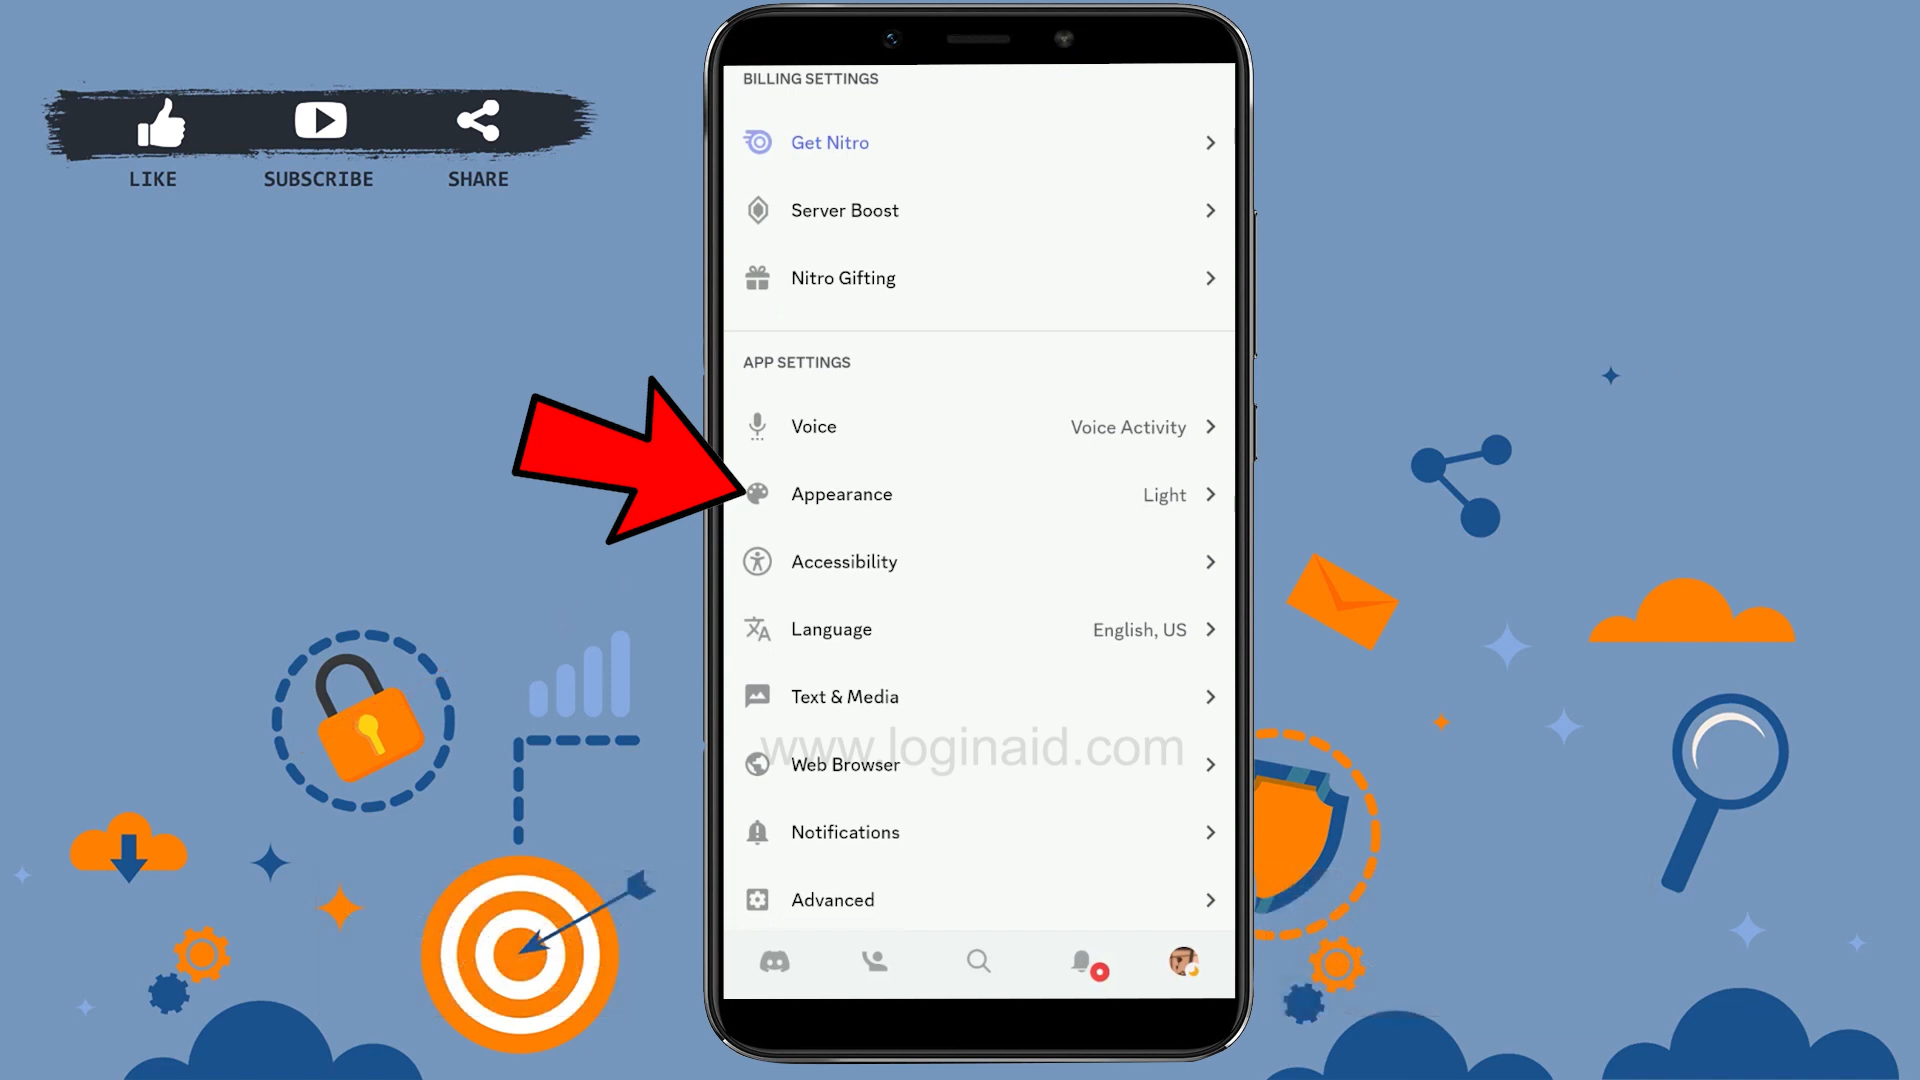 LIKE
SUBSCRIBE
SHARE
BILLING SETTINGS
Get Nitro
Server Boost
Nitro Gifting
APP SETTINGS
Voice Voice Activity
Appearance Light
Accessibility
Language English, US
Text & Media
www.loginaid.com
Web Browser
Notifications
Advanced